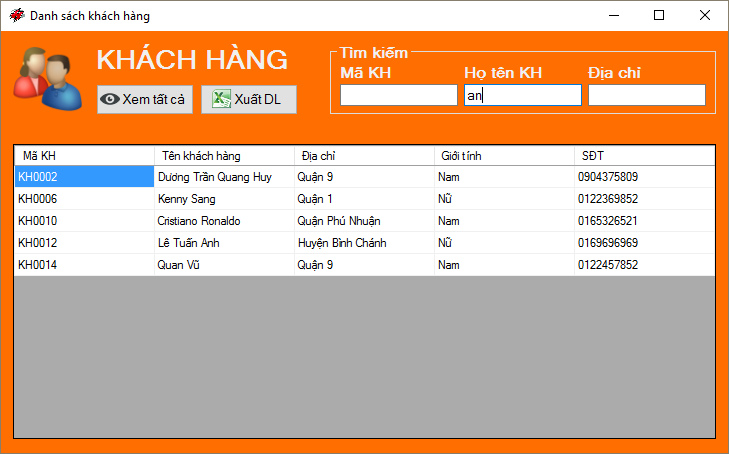 Danh sách khách hàng
KHÁCH HÀNG
Xem tất cả
Xuất DL
Tìm kiếm
Mã KH Họ tên KH Địa chỉ
an
Mã KH Tên khách hàng Địa chỉ Giới tính SĐT
KH0002 Dương Trần Quang Huy Quận 9 Nam 0904375809
KH0006 Kenny Sang Quận 1 Nữ 0122369852
KH0010 Cristiano Ronaldo Quận Phú Nhuận Nam 0165326521
KH0012 Lê Tuấn Anh Huyện Bình Chánh Nữ 0169696969
KH0014 Quan Vũ Quận 9 Nam 0122457852